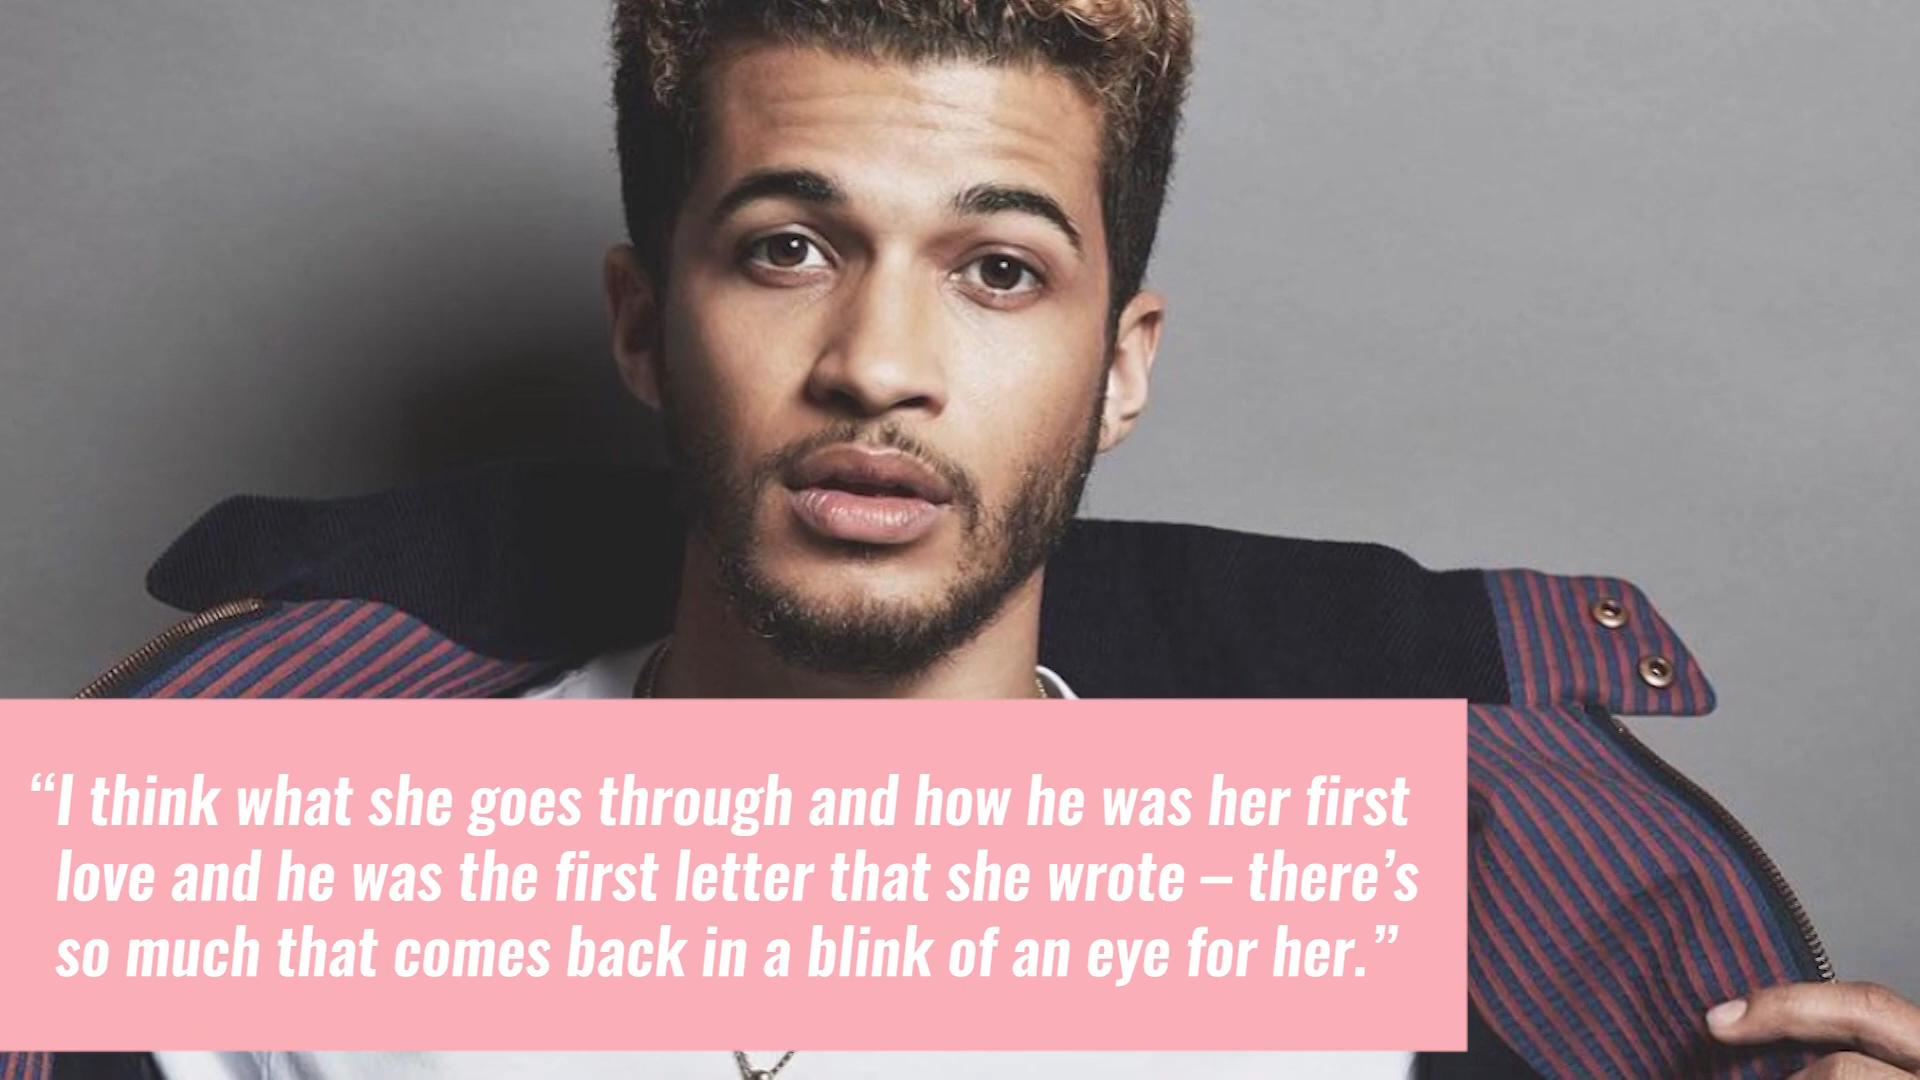 “I think what she goes through and how he was her first
love and he was the first letter that she wrote – there’s
so much that comes back in a blink of an eye for her.”